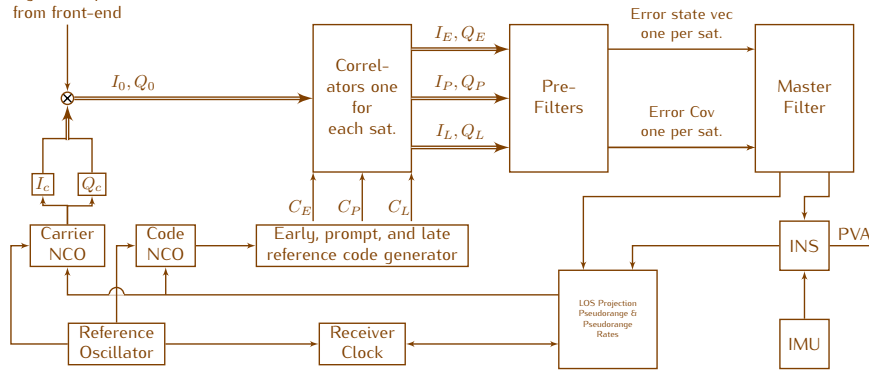 from front-end
I_0, Q_0
I_c
Q_c
Carrier
NCO
Code
NCO
Early, prompt, and late
reference code generator
C_E
C_P
C_L
Correl-
ators one
for
each sat.
I_E, Q_E
I_P, Q_P
I_L, Q_L
Pre-
Filters
Error state vec
one per sat.
Error Cov
one per sat.
Master
Filter
INS
PVA
IMU
LOS Projection
Pseudorange &
Pseudorange
Rates
Reference
Oscillator
Receiver
Clock